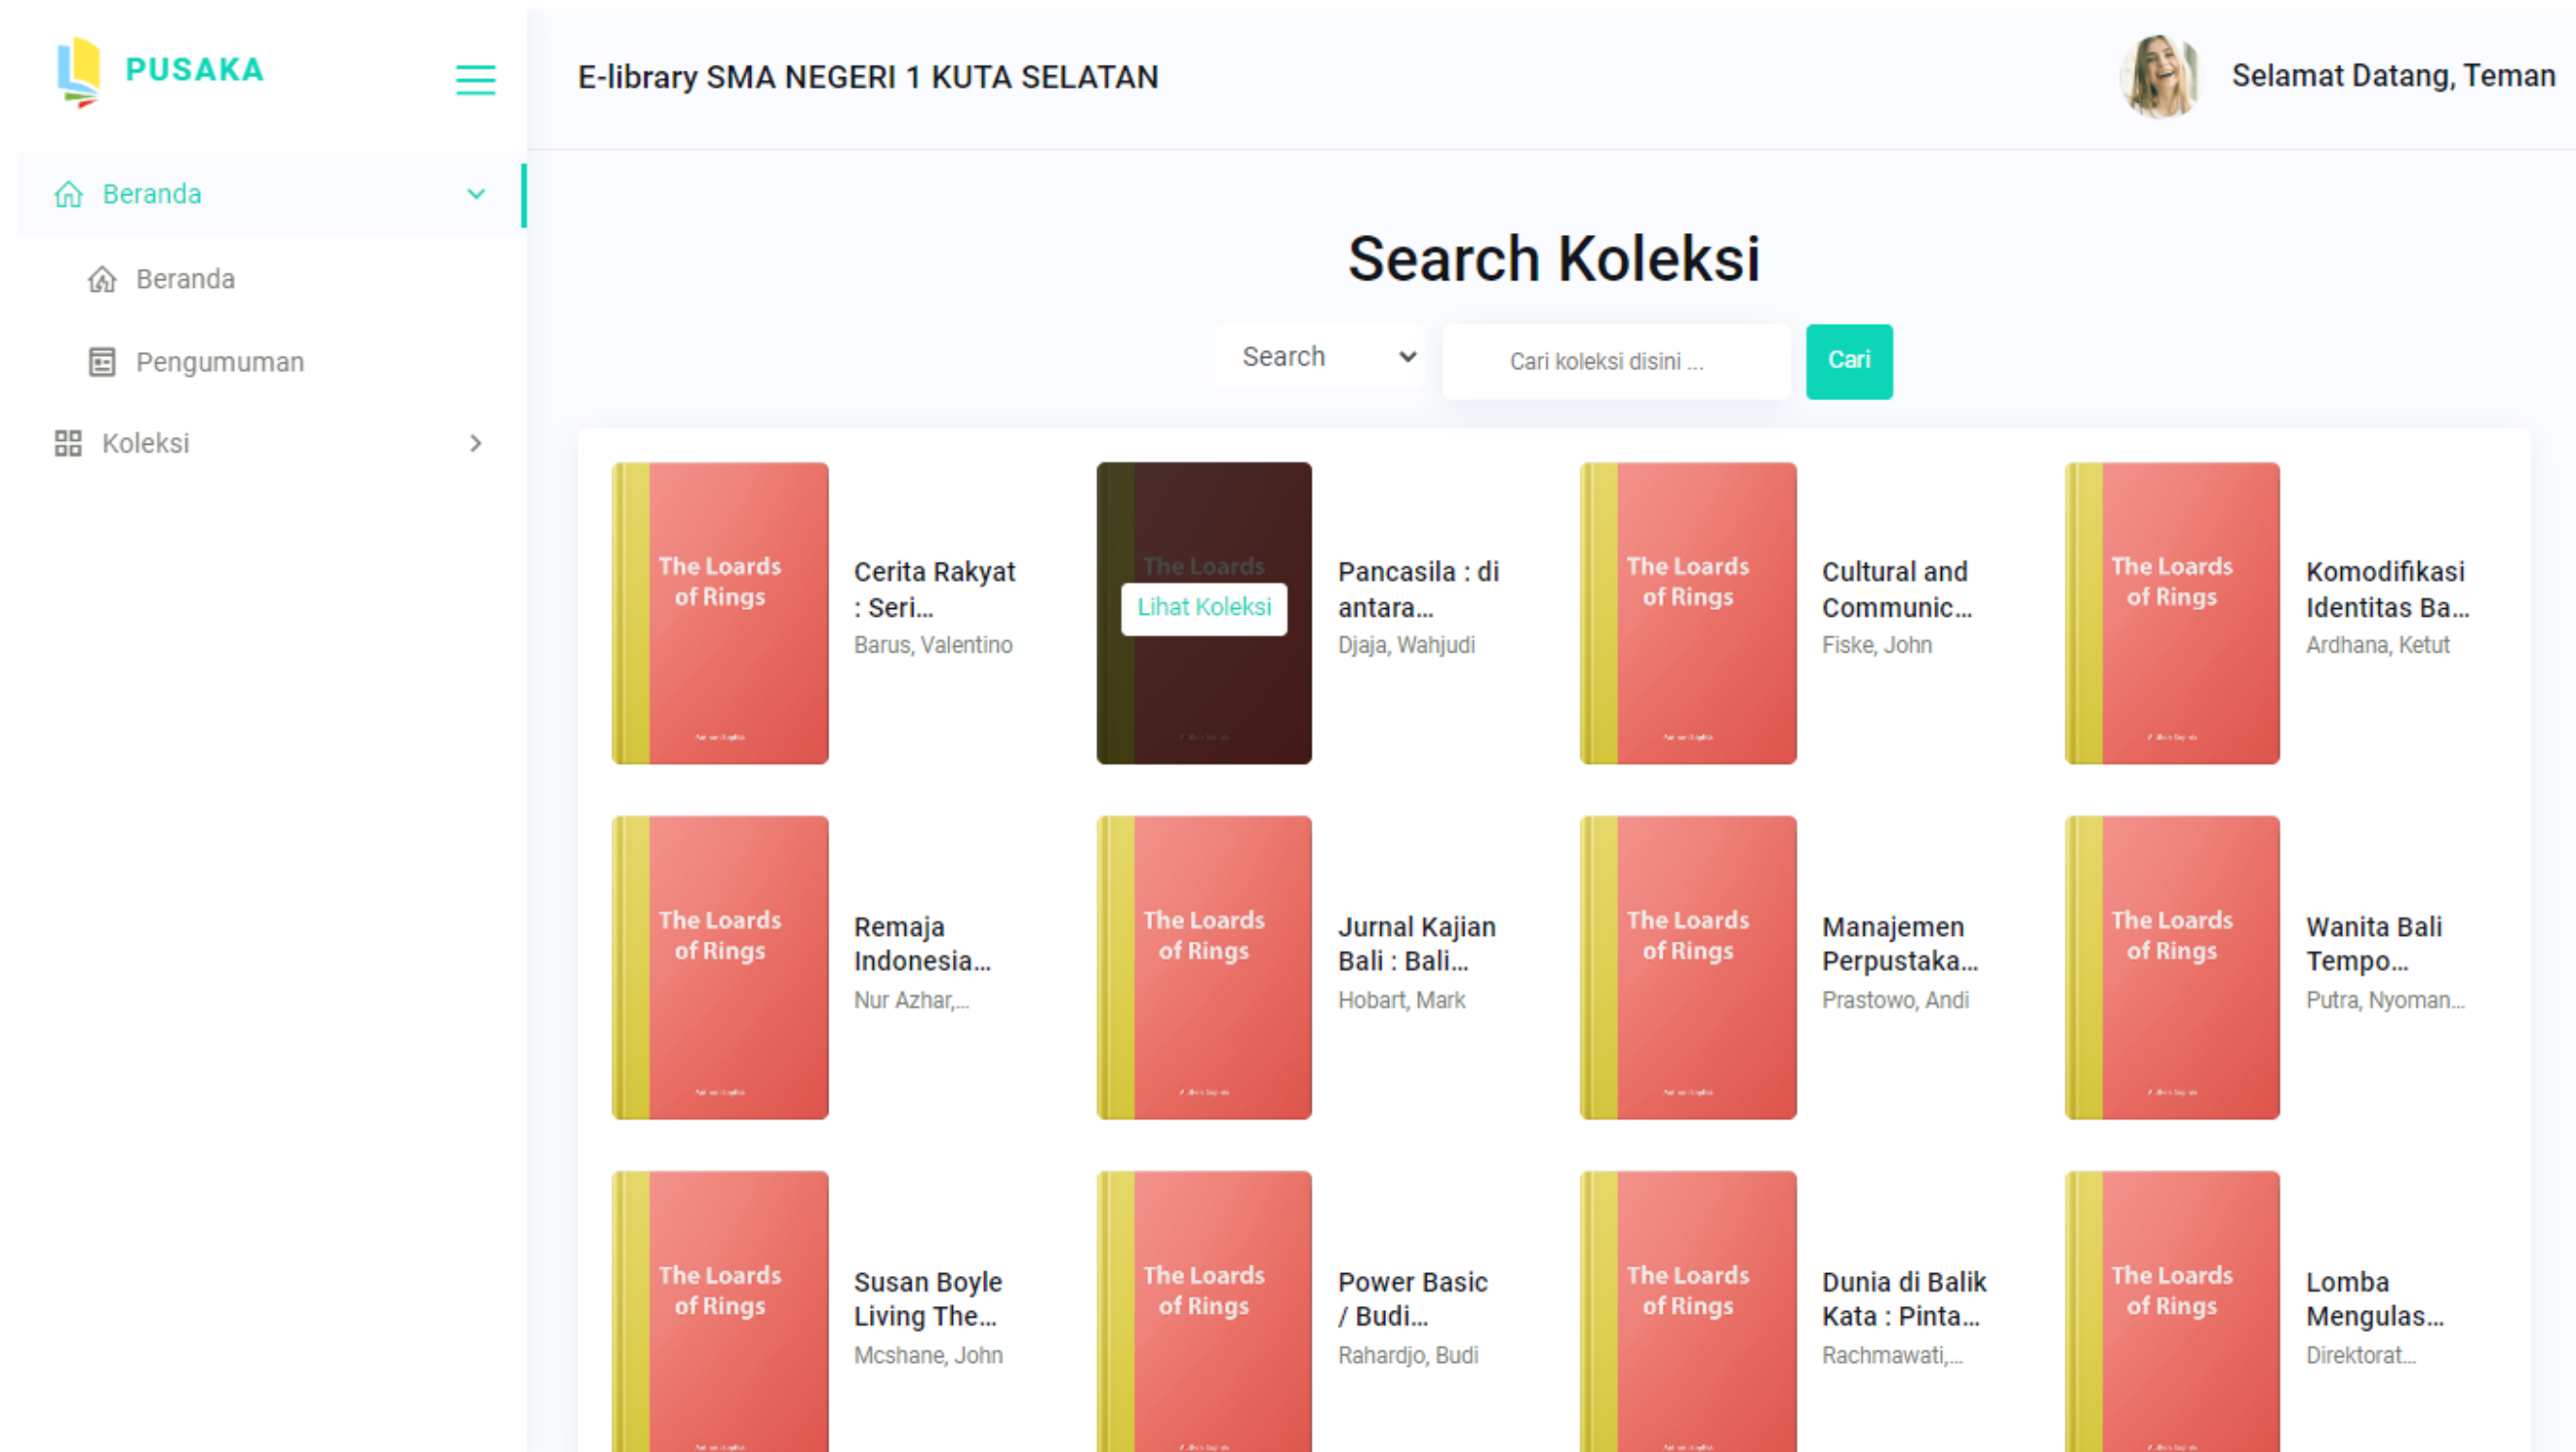 PUSAKA
E-library SMA NEGERI 1 KUTA SELATAN
Selamat Datang, Teman
Beranda
Beranda
Pengumuman
Koleksi
Search Koleksi
Search
Cari koleksi disini ...
Cari
The Loards
of Rings
Cerita Rakyat
: Seri...
Barus, Valentino
The Loards
Lihat Koleksi
Pancasila : di
antara...
Djaja, Wahjudi
The Loards
of Rings
Cultural and
Communic...
Fiske, John
The Loards
of Rings
Komodifikasi
Identitas Ba...
Ardhana, Ketut
The Loards
of Rings
Remaja
Indonesia...
Nur Azhar,...
The Loards
of Rings
Jurnal Kajian
Bali : Bali...
Hobart, Mark
The Loards
of Rings
Manajemen
Perpustaka...
Prastowo, Andi
The Loards
of Rings
Wanita Bali
Tempo...
Putra, Nyoman...
The Loards
of Rings
Susan Boyle
Living The...
Mcshane, John
The Loards
of Rings
Power Basic
/ Budi...
Rahardjo, Budi
The Loards
of Rings
Dunia di Balik
Kata : Pinta...
Rachmawati,...
The Loards
of Rings
Lomba
Mengulas...
Direktorat...